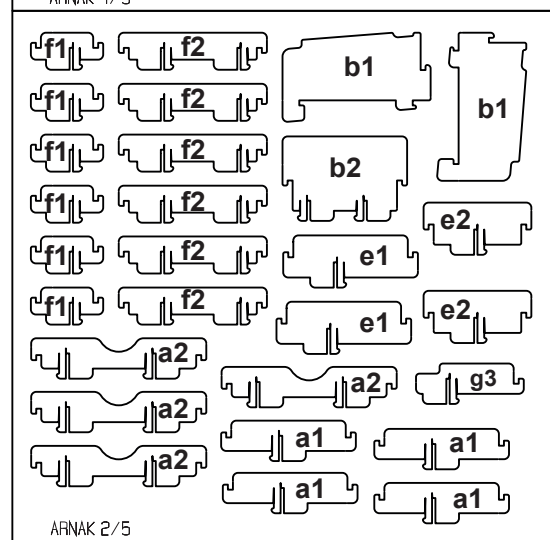 f1 f2 b1
b1
f1 f2
f1 f2 b2
f1 f2 e2
f1 f2 e1
f1 f2 e1 e2
a2
a2 g3
a2
a1 a1
a2
a1 a1
ARNAK 2/5